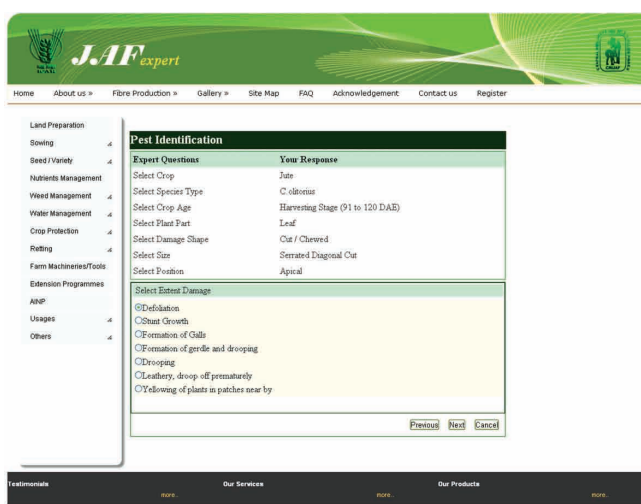 JAF expert
Home About us » Fibre Production » Gallery » Site Map FAQ Acknowledgement Contact us Register
Land Preparation
Sowing
Seed / Variety
Nutrients Management
Weed Management
Water Management
Crop Protection
Retting
Farm Machineries/Tools
Extension Programmes
AINP
Usages
Others
Pest Identification
Expert Questions Your Response
Select Crop Jute
Select Species Type C.olitorius
Select Crop Age Harvesting Stage (91 to 120 DAE)
Select Plant Part Leaf
Select Damage Shape Cut / Chewed
Select Size Serrated Diagonal Cut
Select Position Apical
Select Extent Damage
Defoliation
Stunt Growth
Formation of Galls
Formation of gerdle and drooping
Drooping
Leathery, droop off prematurely
Yellowing of plants in patches near by
Previous Next Cancel
Testimonials Our Services Our Products
more.. more.. more..